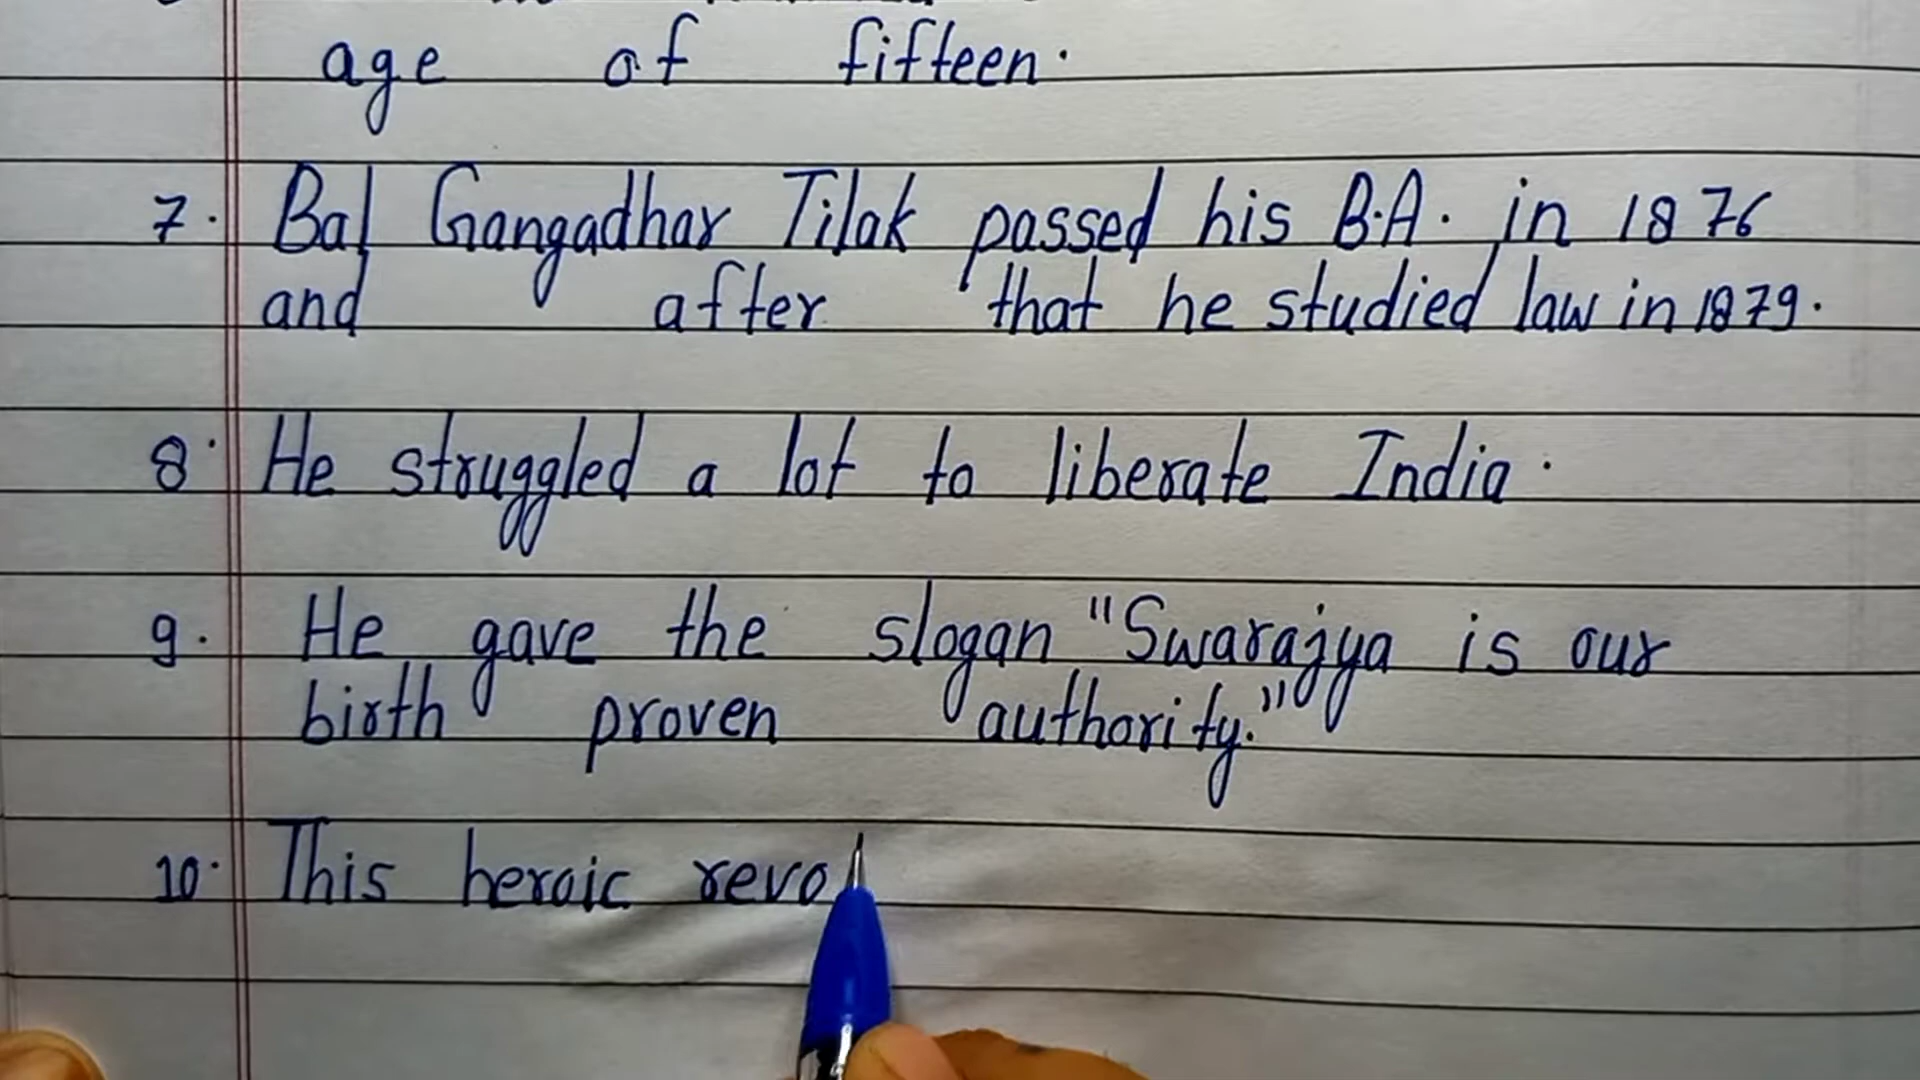 age of fifteen.
7. Bal Gangadhar Tilak passed his B.A. in 1876
and after that he studied law in 1879.
8. He struggled a lot to liberate India.
9. He gave the slogan "Swarajya is our
birth proven authority."
10. This heroic revo